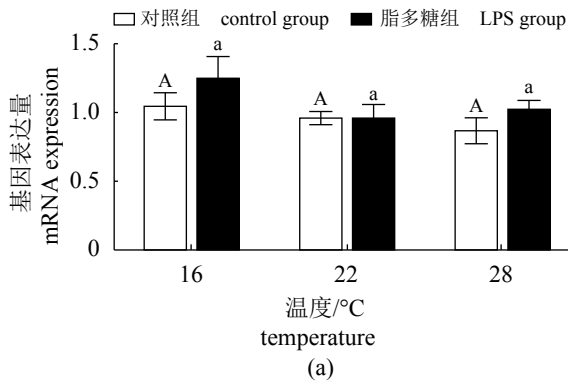 对照组 control group 脂多糖组 LPS group
基因表达量
mRNA expression
1.5
1.0
0.5
0
A a A a A a
16 22 28
温度/°C
temperature
(a)